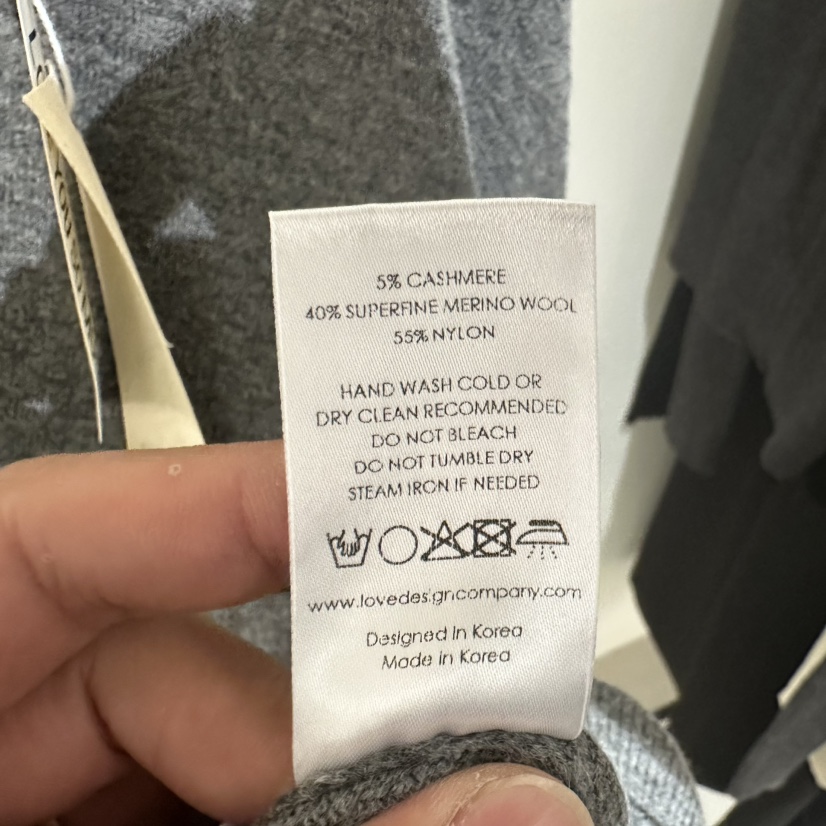 5% CASHMERE
40% SUPERFINE MERINO WOOL
55% NYLON
HAND WASH COLD OR
DRY CLEAN RECOMMENDED
DO NOT BLEACH
DO NOT TUMBLE DRY
STEAM IRON IF NEEDED
www.lovedesigncompany.com
Designed In Korea
Made in Korea